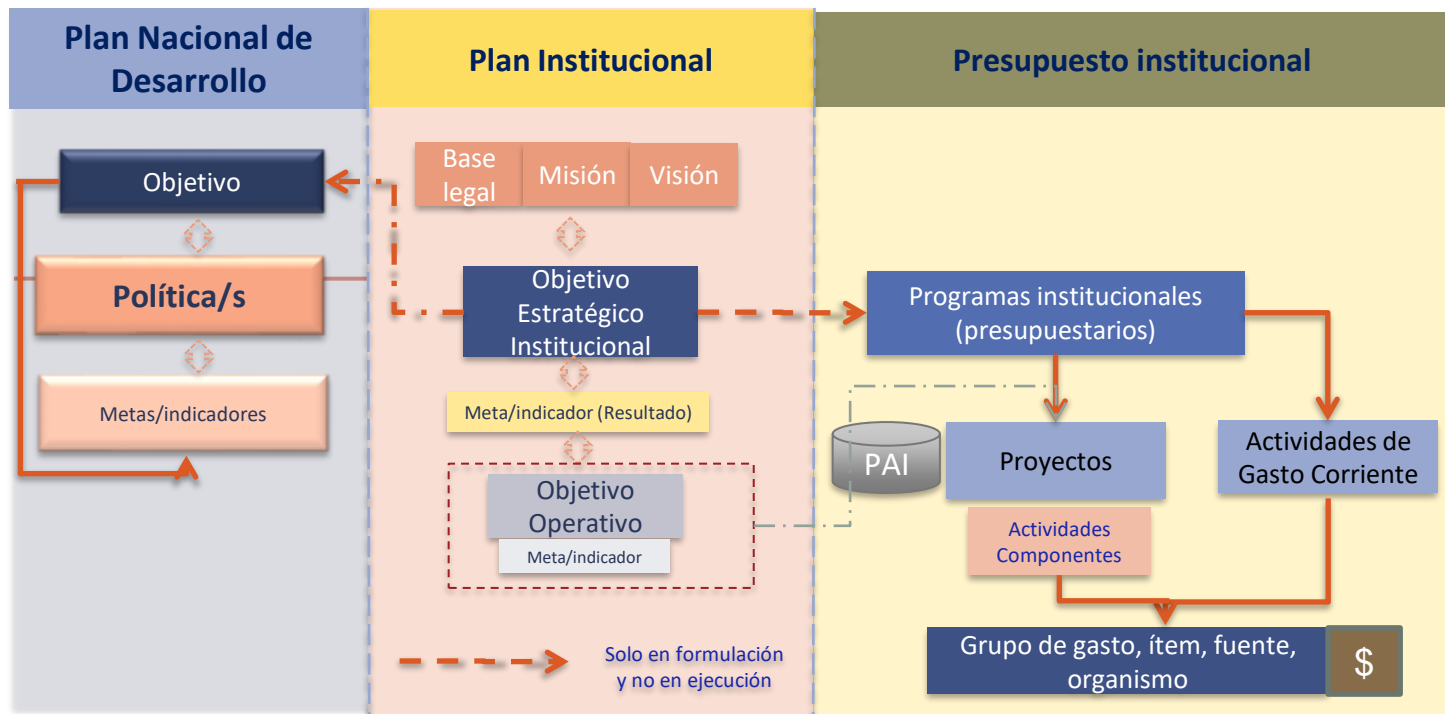 Plan Nacional de
Desarrollo
Objetivo
Política/s
Metas/indicadores
Plan Institucional
Base
legal
Misión
Visión
Objetivo
Estratégico
Institucional
Meta/indicador (Resultado)
Objetivo
Operativo
Meta/indicador
Solo en formulación
y no en ejecución
Presupuesto institucional
Programas institucionales
(presupuestarios)
PAI
Proyectos
Actividades
Componentes
Actividades de
Gasto Corriente
Grupo de gasto, ítem, fuente,
organismo
$